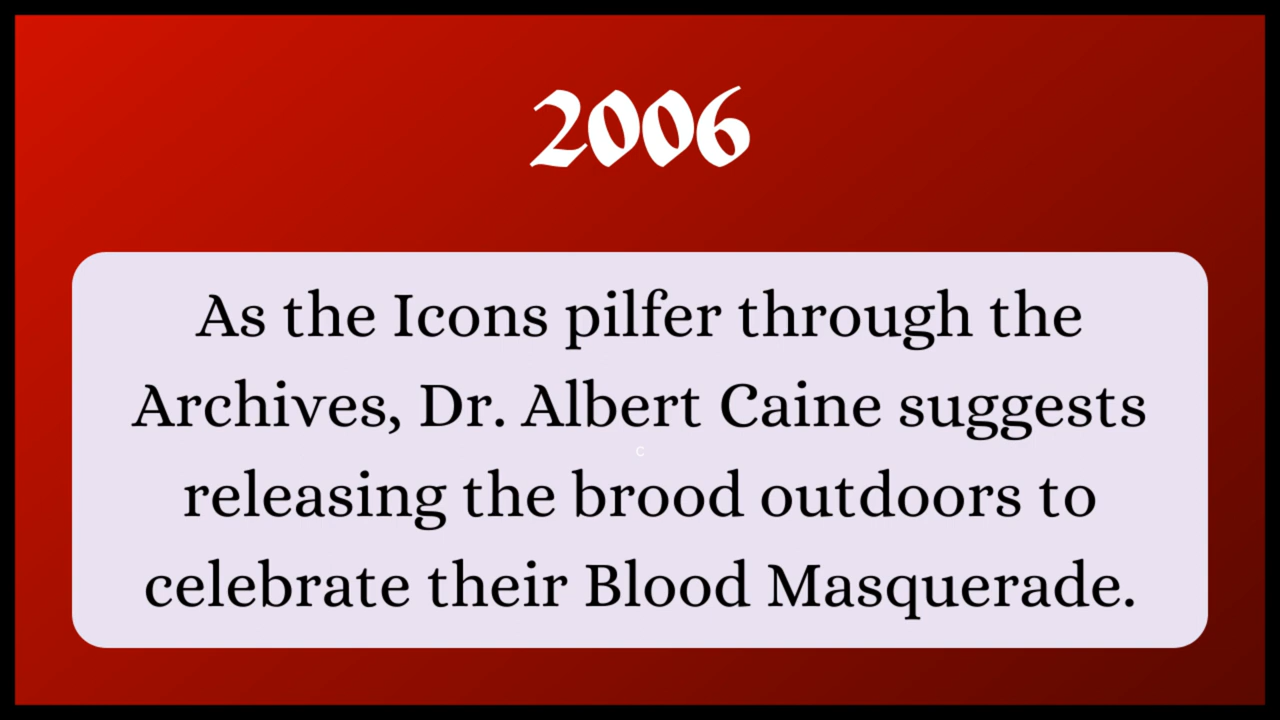 2006
As the Icons pilfer through the
Archives, Dr. Albert Caine suggests
c
releasing the brood outdoors to
celebrate their Blood Masquerade.